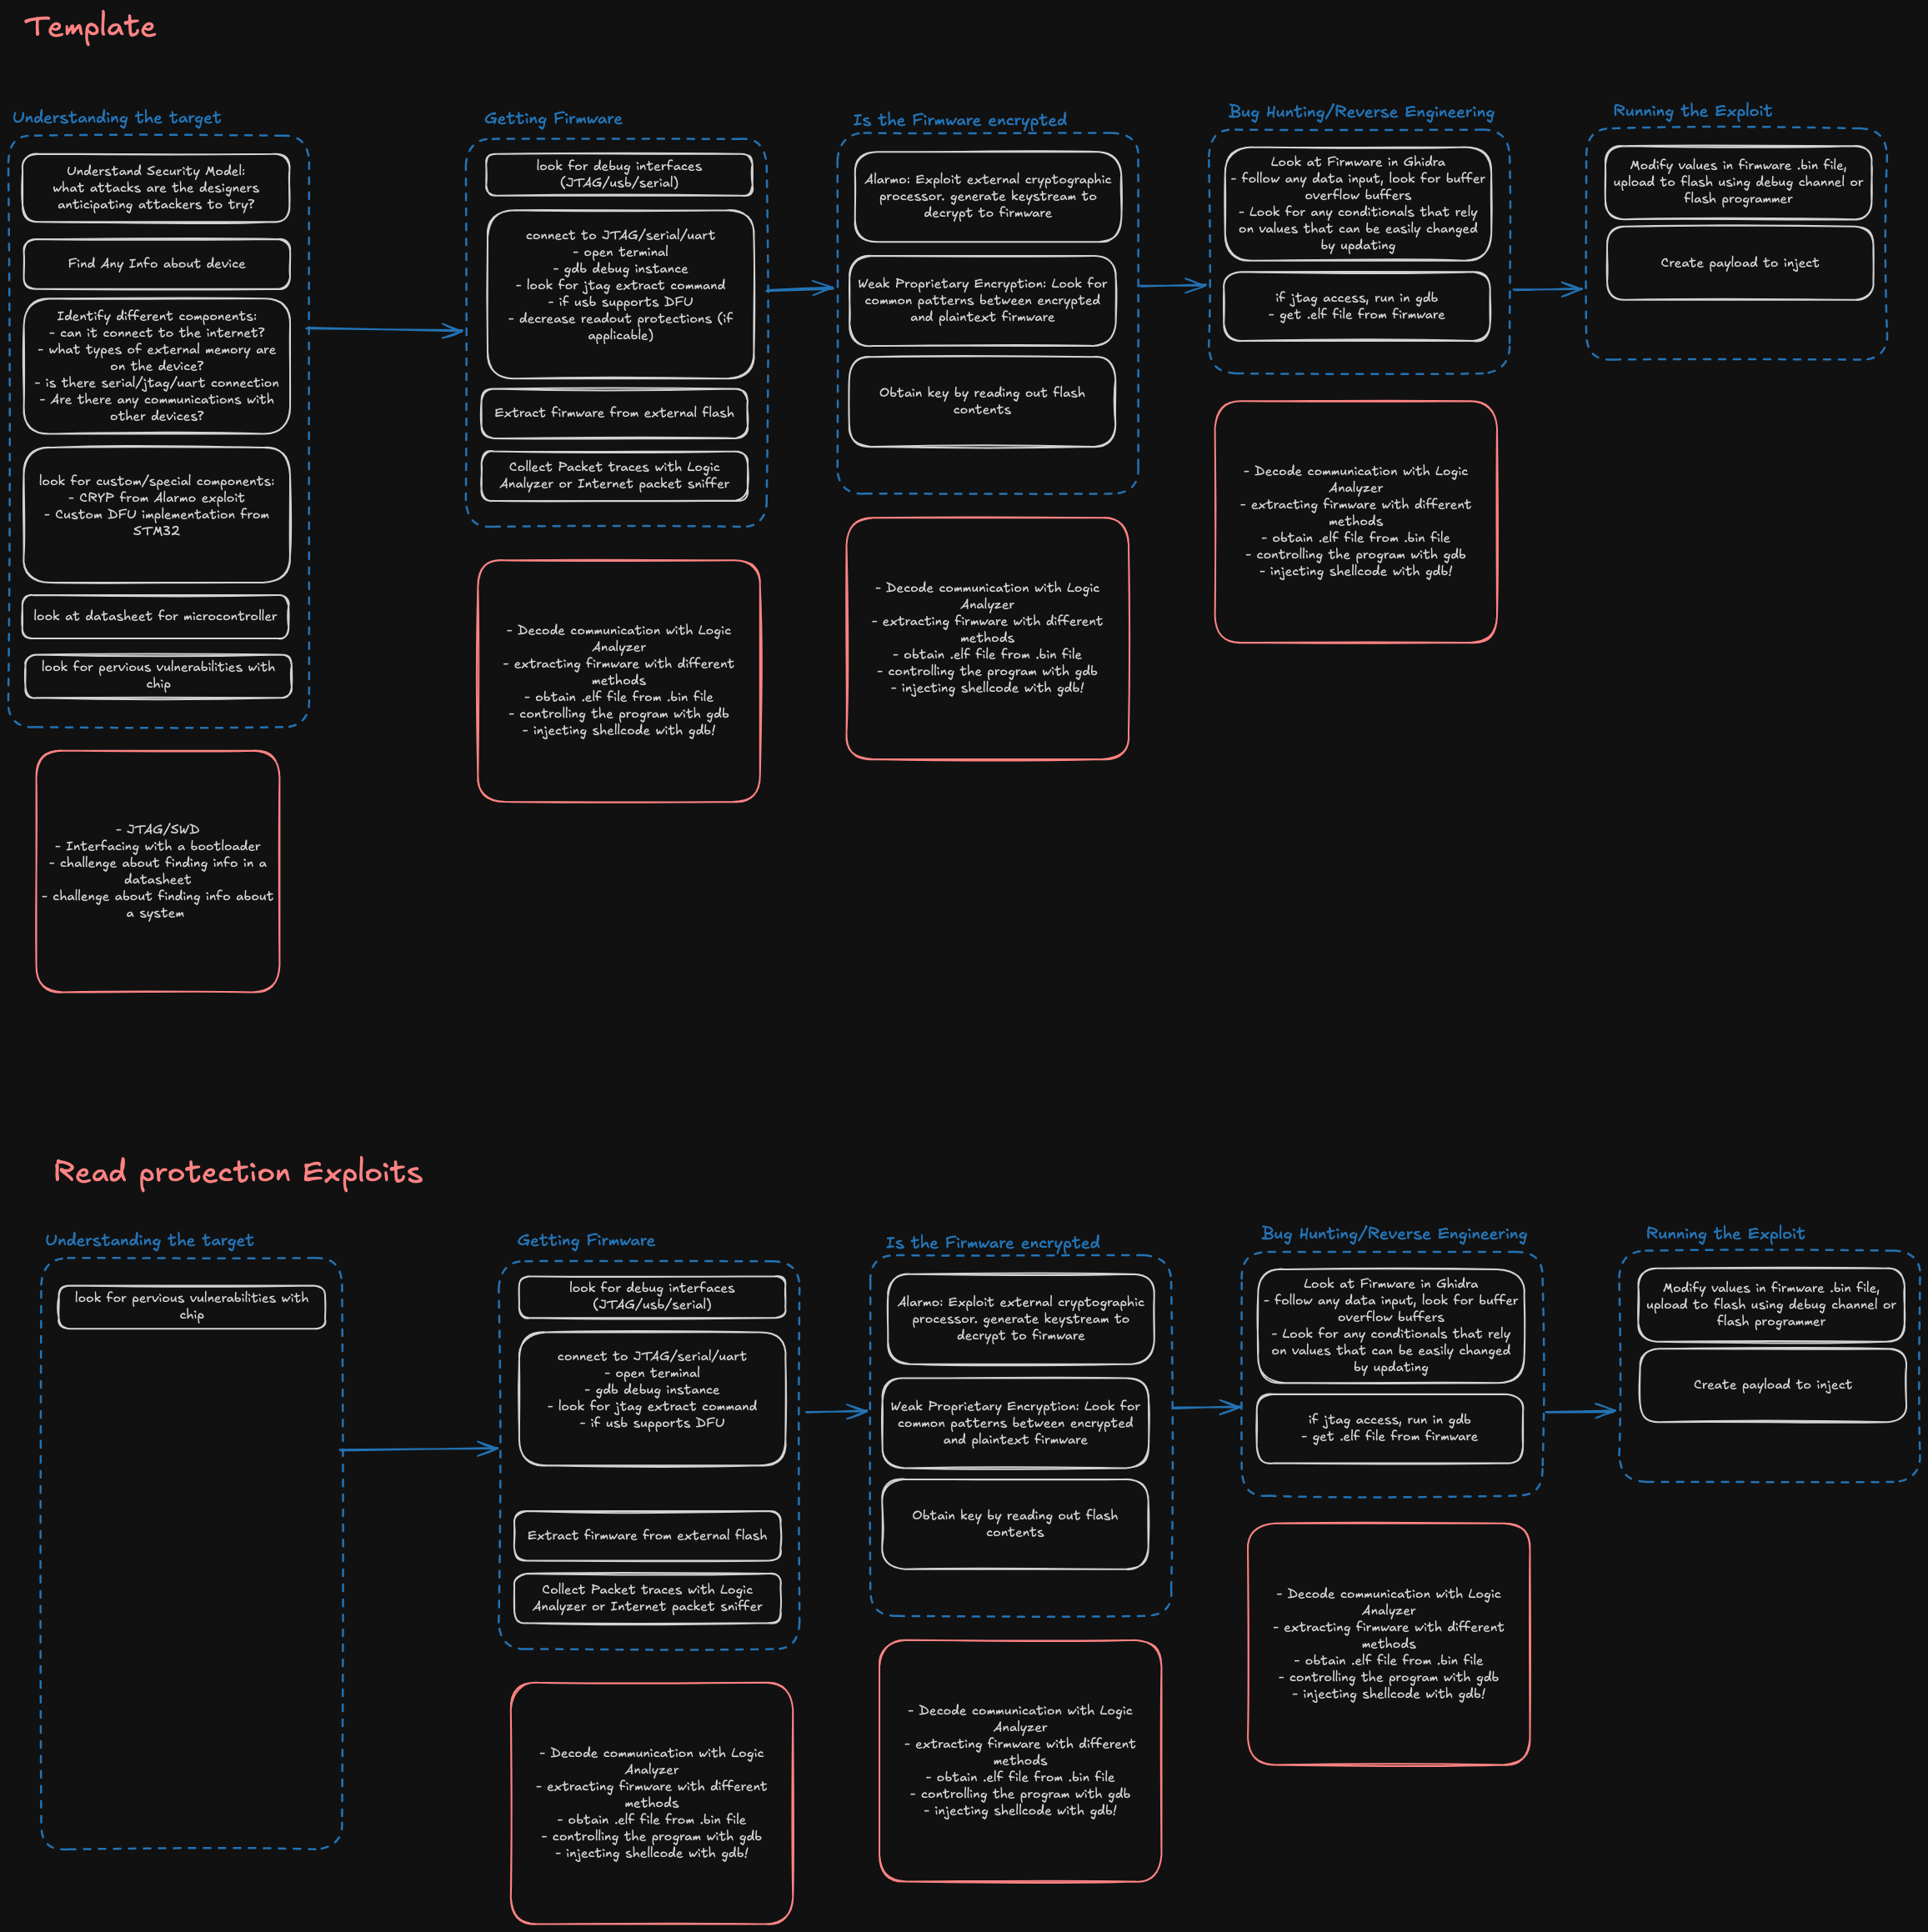 Template
Understanding the target
Understand Security Model:
what attacks are the designers
anticipating attackers to try?
Find Any Info about device
Identify different components:
- can it connect to the internet?
- what types of external memory are
on the device?
- is there serial/jtag/uart connection
- Are there any communications with
other devices?
look for custom/special components:
- CRYP from Alarmo exploit
- Custom DFU implementation from
STM32
look at datasheet for microcontroller
look for pervious vulnerabilities with
chip
- JTAG/SWD
- Interfacing with a bootloader
- challenge about finding info in a
datasheet
- challenge about finding info about
a system
Getting Firmware
look for debug interfaces
(JTAG/usb/serial)
connect to JTAG/serial/uart
- open terminal
- gdb debug instance
- look for jtag extract command
- if usb supports DFU
- decrease readout protections (if
applicable)
Extract firmware from external flash
Collect Packet traces with Logic
Analyzer or Internet packet sniffer
- Decode communication with Logic
Analyzer
- extracting firmware with different
methods
- obtain .elf file from .bin file
- controlling the program with gdb
- injecting shellcode with gdb!
Is the Firmware encrypted
Alarmo: Exploit external cryptographic
processor. generate keystream to
decrypt to firmware
Weak Proprietary Encryption: Look for
common patterns between encrypted
and plaintext firmware
Obtain key by reading out flash
contents
- Decode communication with Logic
Analyzer
- extracting firmware with different
methods
- obtain .elf file from .bin file
- controlling the program with gdb
- injecting shellcode with gdb!
Bug Hunting/Reverse Engineering
Look at Firmware in Ghidra
- follow any data input, look for buffer
overflow buffers
- Look for any conditionals that rely
on values that can be easily changed
by updating
if jtag access, run in gdb
- get .elf file from firmware
- Decode communication with Logic
Analyzer
- extracting firmware with different
methods
- obtain .elf file from .bin file
- controlling the program with gdb
- injecting shellcode with gdb!
Running the Exploit
Modify values in firmware .bin file,
upload to flash using debug channel or
flash programmer
Create payload to inject
Read protection Exploits
Understanding the target
look for pervious vulnerabilities with
chip
Getting Firmware
look for debug interfaces
(JTAG/usb/serial)
connect to JTAG/serial/uart
- open terminal
- gdb debug instance
- look for jtag extract command
- if usb supports DFU
Extract firmware from external flash
Collect Packet traces with Logic
Analyzer or Internet packet sniffer
- Decode communication with Logic
Analyzer
- extracting firmware with different
methods
- obtain .elf file from .bin file
- controlling the program with gdb
- injecting shellcode with gdb!
Is the Firmware encrypted
Alarmo: Exploit external cryptographic
processor. generate keystream to
decrypt to firmware
Weak Proprietary Encryption: Look for
common patterns between encrypted
and plaintext firmware
Obtain key by reading out flash
contents
- Decode communication with Logic
Analyzer
- extracting firmware with different
methods
- obtain .elf file from .bin file
- controlling the program with gdb
- injecting shellcode with gdb!
Bug Hunting/Reverse Engineering
Look at Firmware in Ghidra
- follow any data input, look for buffer
overflow buffers
- Look for any conditionals that rely
on values that can be easily changed
by updating
if jtag access, run in gdb
- get .elf file from firmware
- Decode communication with Logic
Analyzer
- extracting firmware with different
methods
- obtain .elf file from .bin file
- controlling the program with gdb
- injecting shellcode with gdb!
Running the Exploit
Modify values in firmware .bin file,
upload to flash using debug channel or
flash programmer
Create payload to inject